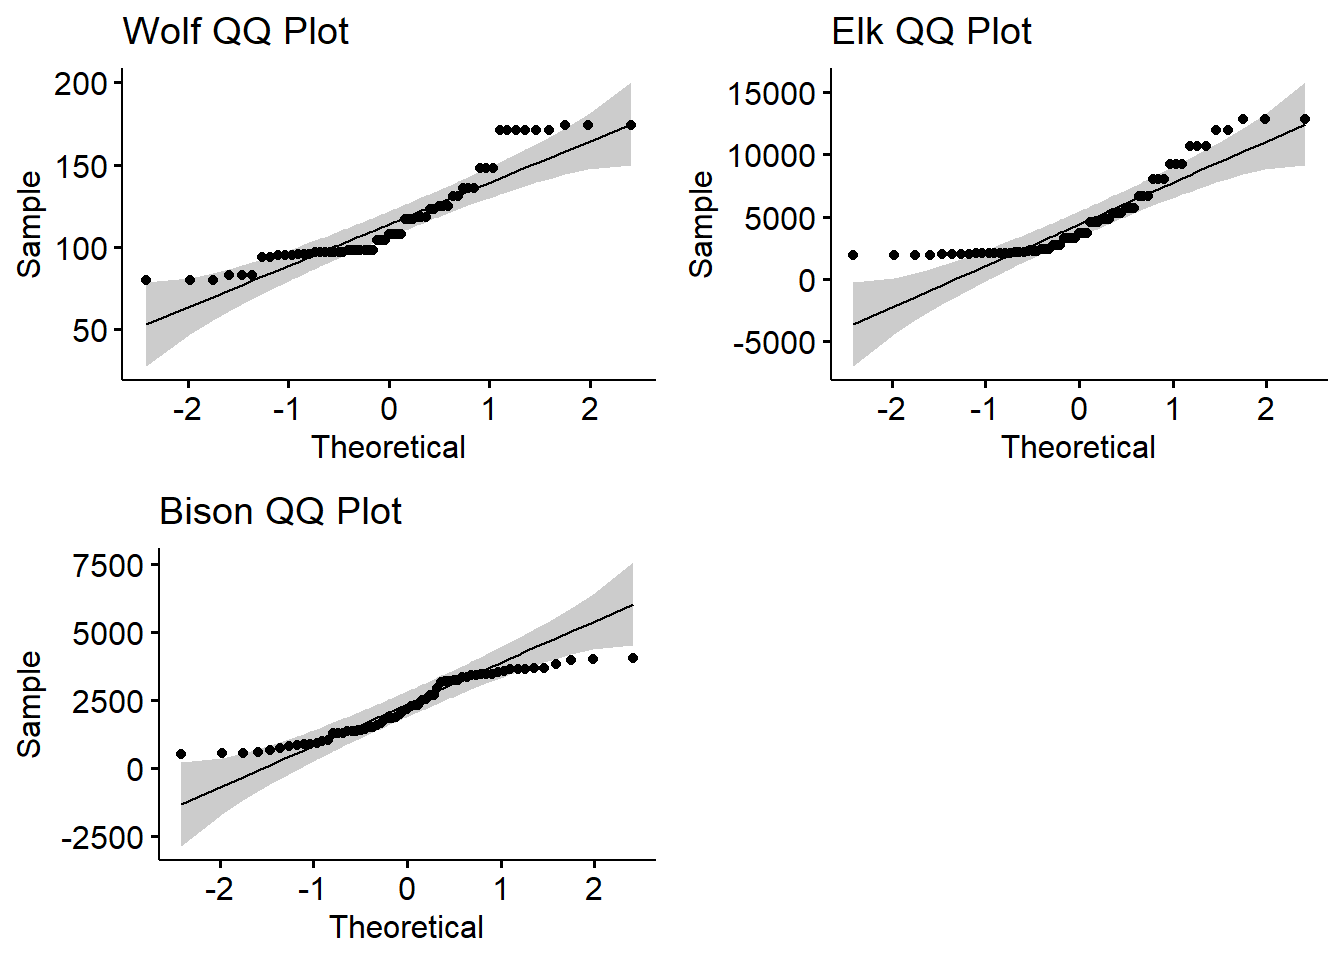 Wolf QQ Plot
200
150
100
50
Sample
-2 -1 0 1 2
Theoretical
Elk QQ Plot
15000
10000
5000
0
-5000
Sample
-2 -1 0 1 2
Theoretical
Bison QQ Plot
7500
5000
2500
0
-2500
Sample
-2 -1 0 1 2
Theoretical